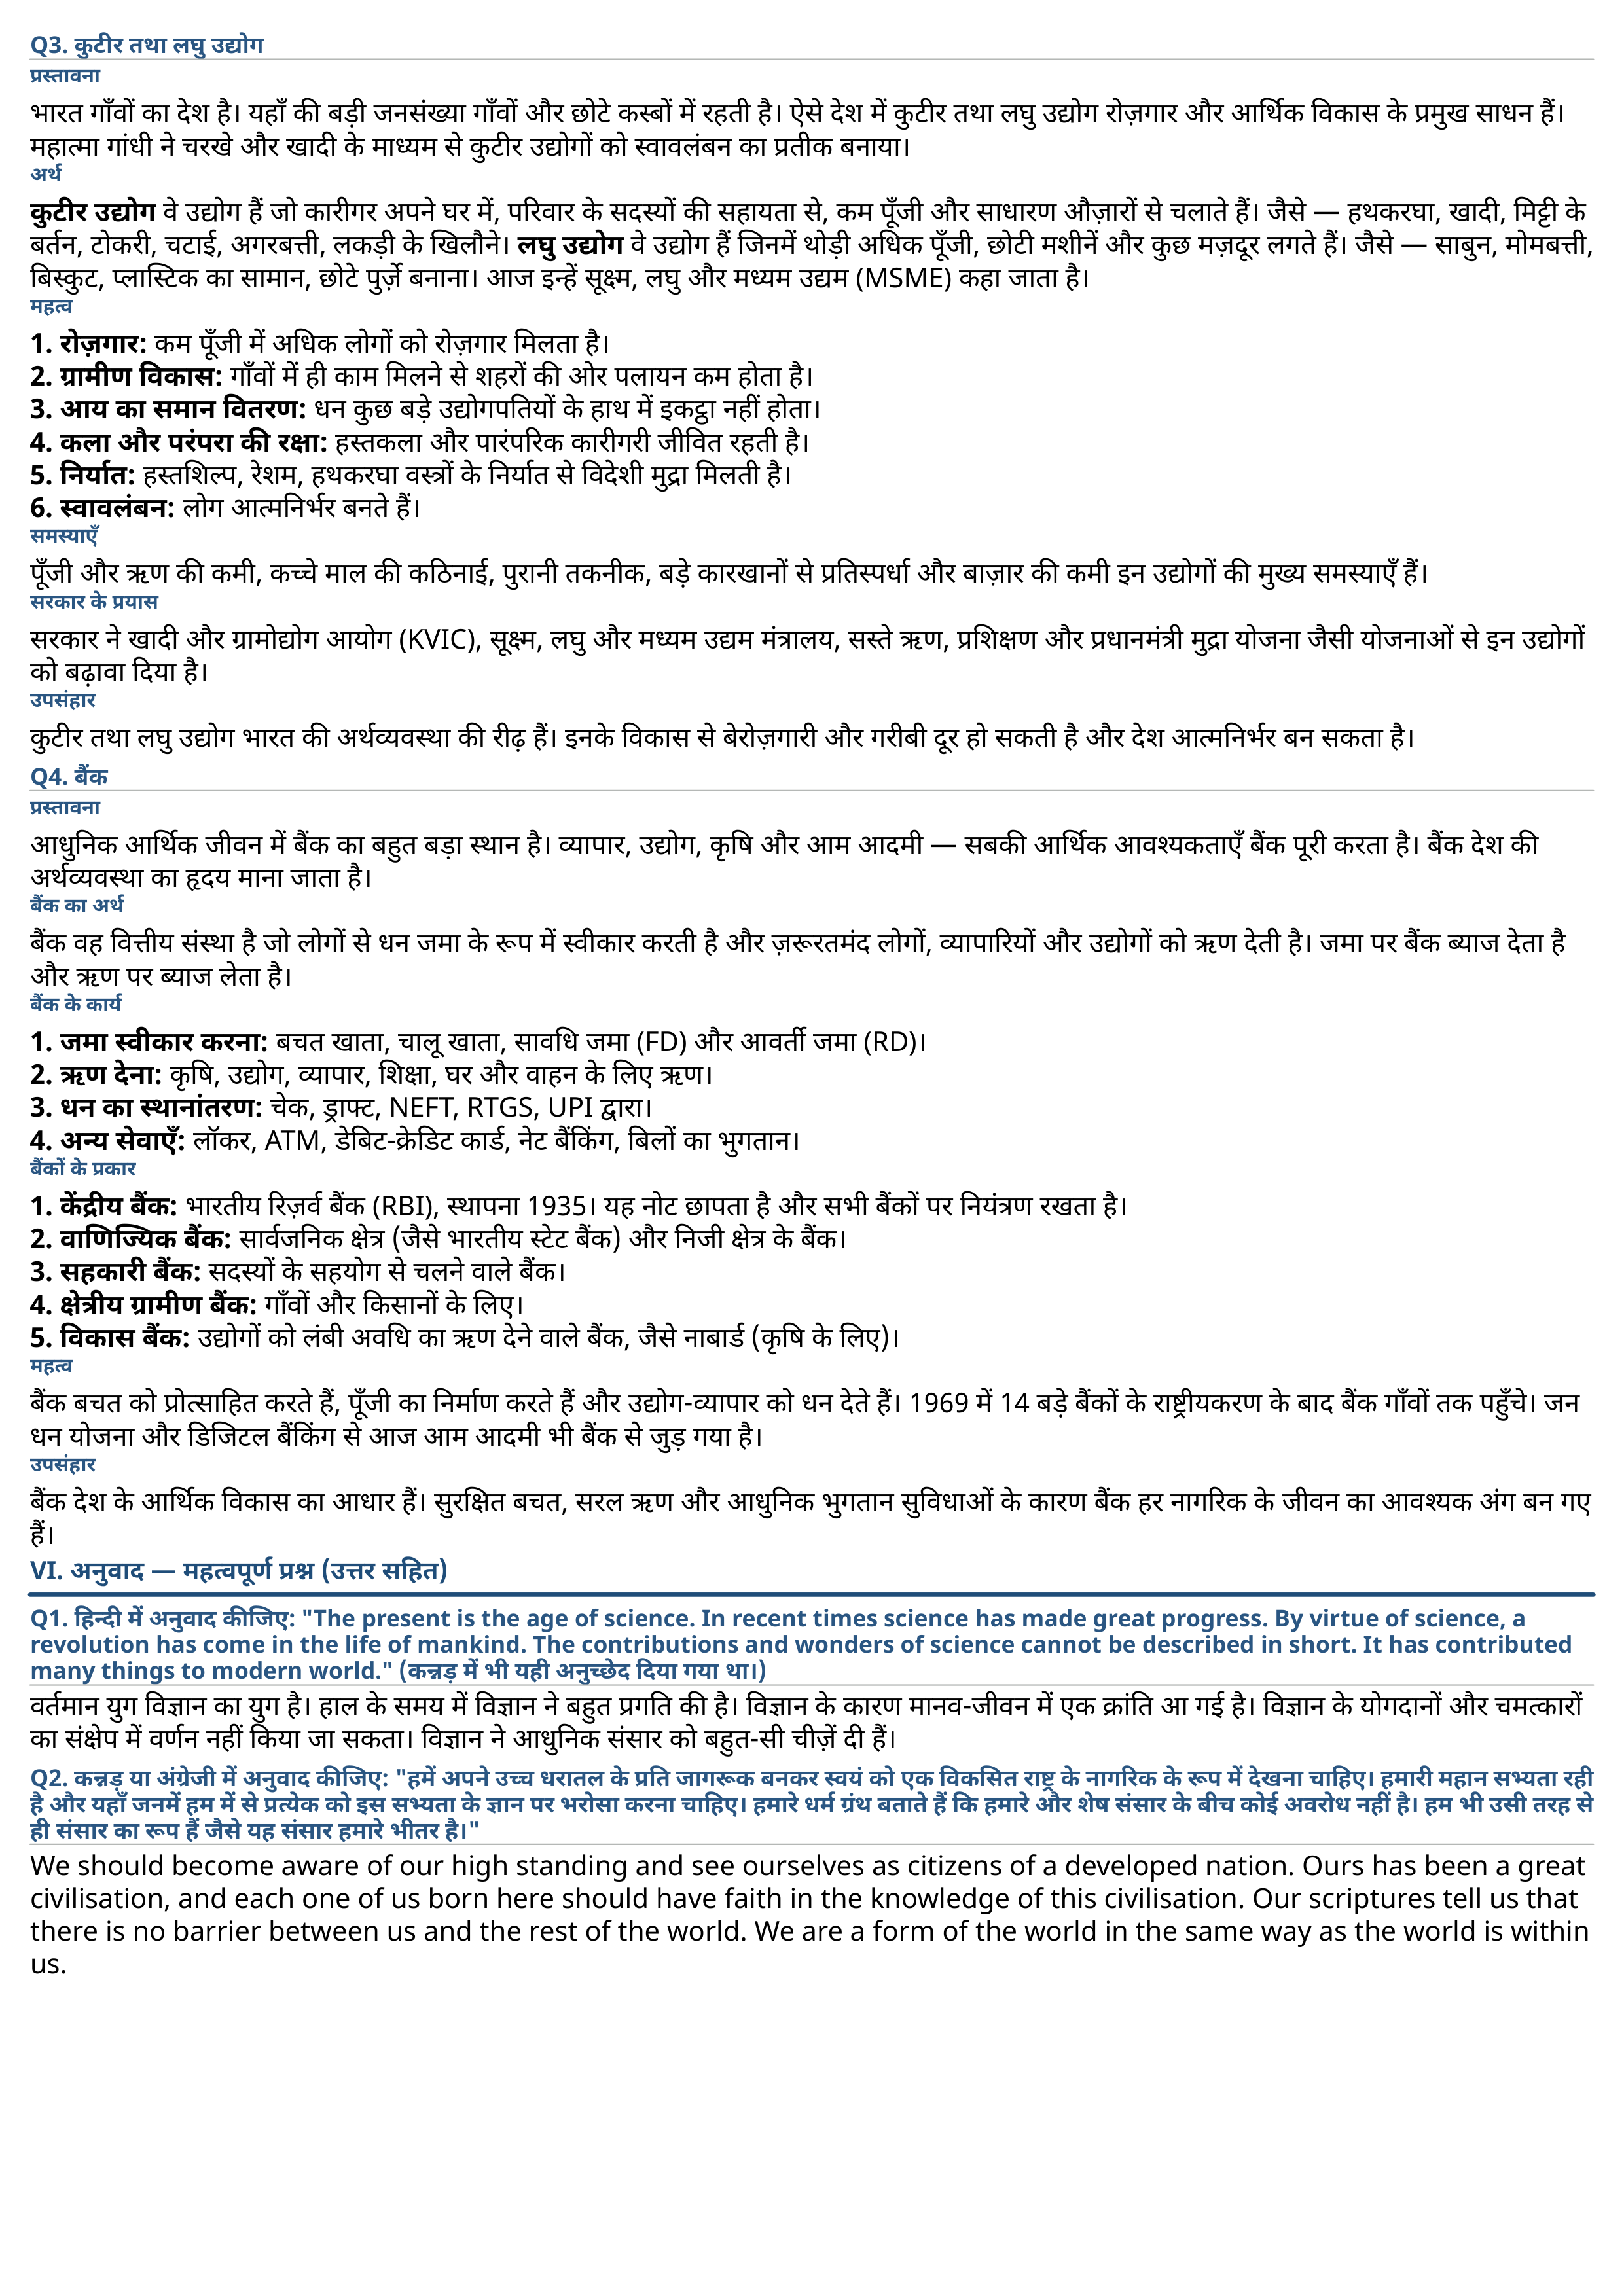 Q3. कुटीर तथा लघु उद्योग
प्रस्तावना
भारत गाँवों का देश है। यहाँ की बड़ी जनसंख्या गाँवों और छोटे कस्बों में रहती है। ऐसे देश में कुटीर तथा लघु उद्योग रोज़गार और आर्थिक विकास के प्रमुख साधन हैं।
महात्मा गांधी ने चरखे और खादी के माध्यम से कुटीर उद्योगों को स्वावलंबन का प्रतीक बनाया।
अर्थ
कुटीर उद्योग वे उद्योग हैं जो कारीगर अपने घर में, परिवार के सदस्यों की सहायता से, कम पूँजी और साधारण औज़ारों से चलाते हैं। जैसे — हथकरघा, खादी, मिट्टी के
बर्तन, टोकरी, चटाई, अगरबत्ती, लकड़ी के खिलौने। लघु उद्योग वे उद्योग हैं जिनमें थोड़ी अधिक पूँजी, छोटी मशीनें और कुछ मज़दूर लगते हैं। जैसे — साबुन, मोमबत्ती,
बिस्कुट, प्लास्टिक का सामान, छोटे पुर्ज़े बनाना। आज इन्हें सूक्ष्म, लघु और मध्यम उद्यम (MSME) कहा जाता है।
महत्व
1. रोज़गार: कम पूँजी में अधिक लोगों को रोज़गार मिलता है।
2. ग्रामीण विकास: गाँवों में ही काम मिलने से शहरों की ओर पलायन कम होता है।
3. आय का समान वितरण: धन कुछ बड़े उद्योगपतियों के हाथ में इकट्ठा नहीं होता।
4. कला और परंपरा की रक्षा: हस्तकला और पारंपरिक कारीगरी जीवित रहती है।
5. निर्यात: हस्तशिल्प, रेशम, हथकरघा वस्त्रों के निर्यात से विदेशी मुद्रा मिलती है।
6. स्वावलंबन: लोग आत्मनिर्भर बनते हैं।
समस्याएँ
पूँजी और ऋण की कमी, कच्चे माल की कठिनाई, पुरानी तकनीक, बड़े कारखानों से प्रतिस्पर्धा और बाज़ार की कमी इन उद्योगों की मुख्य समस्याएँ हैं।
सरकार के प्रयास
सरकार ने खादी और ग्रामोद्योग आयोग (KVIC), सूक्ष्म, लघु और मध्यम उद्यम मंत्रालय, सस्ते ऋण, प्रशिक्षण और प्रधानमंत्री मुद्रा योजना जैसी योजनाओं से इन उद्योगों
को बढ़ावा दिया है।
उपसंहार
कुटीर तथा लघु उद्योग भारत की अर्थव्यवस्था की रीढ़ हैं। इनके विकास से बेरोज़गारी और गरीबी दूर हो सकती है और देश आत्मनिर्भर बन सकता है।
Q4. बैंक
प्रस्तावना
आधुनिक आर्थिक जीवन में बैंक का बहुत बड़ा स्थान है। व्यापार, उद्योग, कृषि और आम आदमी — सबकी आर्थिक आवश्यकताएँ बैंक पूरी करता है। बैंक देश की
अर्थव्यवस्था का हृदय माना जाता है।
बैंक का अर्थ
बैंक वह वित्तीय संस्था है जो लोगों से धन जमा के रूप में स्वीकार करती है और ज़रूरतमंद लोगों, व्यापारियों और उद्योगों को ऋण देती है। जमा पर बैंक ब्याज देता है
और ऋण पर ब्याज लेता है।
बैंक के कार्य
1. जमा स्वीकार करना: बचत खाता, चालू खाता, सावधि जमा (FD) और आवर्ती जमा (RD)।
2. ऋण देना: कृषि, उद्योग, व्यापार, शिक्षा, घर और वाहन के लिए ऋण।
3. धन का स्थानांतरण: चेक, ड्राफ्ट, NEFT, RTGS, UPI द्वारा।
4. अन्य सेवाएँ: लॉकर, ATM, डेबिट-क्रेडिट कार्ड, नेट बैंकिंग, बिलों का भुगतान।
बैंकों के प्रकार
1. केंद्रीय बैंक: भारतीय रिज़र्व बैंक (RBI), स्थापना 1935। यह नोट छापता है और सभी बैंकों पर नियंत्रण रखता है।
2. वाणिज्यिक बैंक: सार्वजनिक क्षेत्र (जैसे भारतीय स्टेट बैंक) और निजी क्षेत्र के बैंक।
3. सहकारी बैंक: सदस्यों के सहयोग से चलने वाले बैंक।
4. क्षेत्रीय ग्रामीण बैंक: गाँवों और किसानों के लिए।
5. विकास बैंक: उद्योगों को लंबी अवधि का ऋण देने वाले बैंक, जैसे नाबार्ड (कृषि के लिए)।
महत्व
बैंक बचत को प्रोत्साहित करते हैं, पूँजी का निर्माण करते हैं और उद्योग-व्यापार को धन देते हैं। 1969 में 14 बड़े बैंकों के राष्ट्रीयकरण के बाद बैंक गाँवों तक पहुँचे। जन
धन योजना और डिजिटल बैंकिंग से आज आम आदमी भी बैंक से जुड़ गया है।
उपसंहार
बैंक देश के आर्थिक विकास का आधार हैं। सुरक्षित बचत, सरल ऋण और आधुनिक भुगतान सुविधाओं के कारण बैंक हर नागरिक के जीवन का आवश्यक अंग बन गए
हैं।
VI. अनुवाद — महत्वपूर्ण प्रश्न (उत्तर सहित)
Q1. हिन्दी में अनुवाद कीजिए: "The present is the age of science. In recent times science has made great progress. By virtue of science, a
revolution has come in the life of mankind. The contributions and wonders of science cannot be described in short. It has contributed
many things to modern world." (कन्नड़ में भी यही अनुच्छेद दिया गया था।)
वर्तमान युग विज्ञान का युग है। हाल के समय में विज्ञान ने बहुत प्रगति की है। विज्ञान के कारण मानव-जीवन में एक क्रांति आ गई है। विज्ञान के योगदानों और चमत्कारों
का संक्षेप में वर्णन नहीं किया जा सकता। विज्ञान ने आधुनिक संसार को बहुत-सी चीज़ें दी हैं।
Q2. कन्नड़ या अंग्रेजी में अनुवाद कीजिए: "हमें अपने उच्च धरातल के प्रति जागरूक बनकर स्वयं को एक विकसित राष्ट्र के नागरिक के रूप में देखना चाहिए। हमारी महान सभ्यता रही
है और यहाँ जनमें हम में से प्रत्येक को इस सभ्यता के ज्ञान पर भरोसा करना चाहिए। हमारे धर्म ग्रंथ बताते हैं कि हमारे और शेष संसार के बीच कोई अवरोध नहीं है। हम भी उसी तरह से
ही संसार का रूप हैं जैसे यह संसार हमारे भीतर है।"
We should become aware of our high standing and see ourselves as citizens of a developed nation. Ours has been a great
civilisation, and each one of us born here should have faith in the knowledge of this civilisation. Our scriptures tell us that
there is no barrier between us and the rest of the world. We are a form of the world in the same way as the world is within
us.